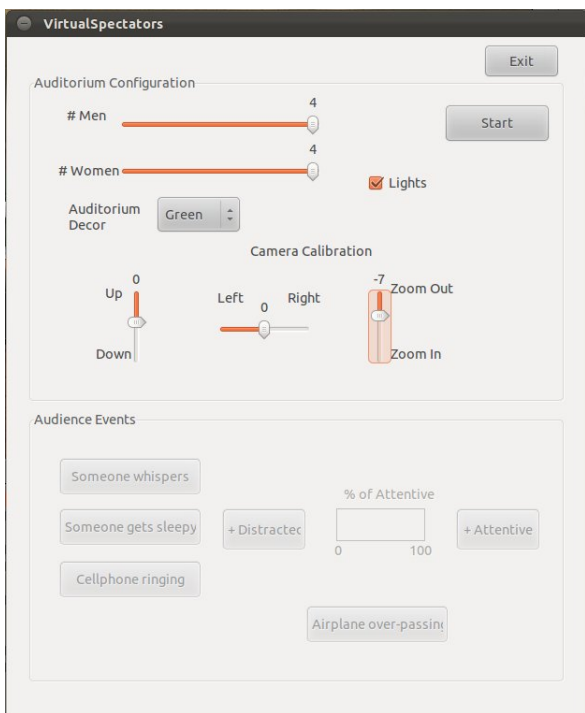 VirtualSpectators
Exit
Auditorium Configuration
4
# Men
Start
4
# Women
Lights
Auditorium
Decor
Green
Camera Calibration
0
Up
Down
Left
0
Right
-7
Zoom Out
Zoom In
Audience Events
Someone whispers
% of Attentive
Someone gets sleepy
+ Distracted
+ Attentive
0
100
Cellphone ringing
Airplane over-passing